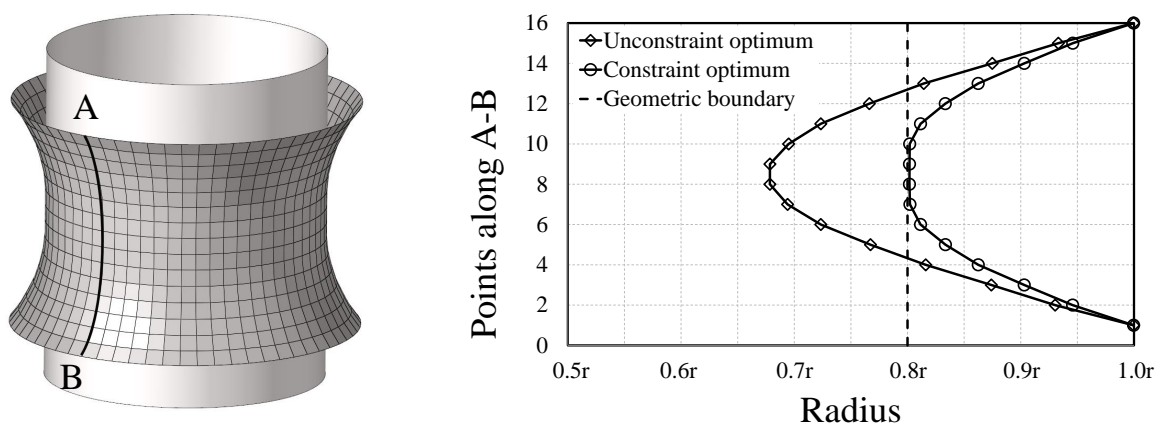 A
B
Points along A-B
16
14
12
10
8
6
4
2
0
Unconstraint optimum
Constraint optimum
Geometric boundary
0.5r 0.6r 0.7r 0.8r 0.9r 1.0r
Radius